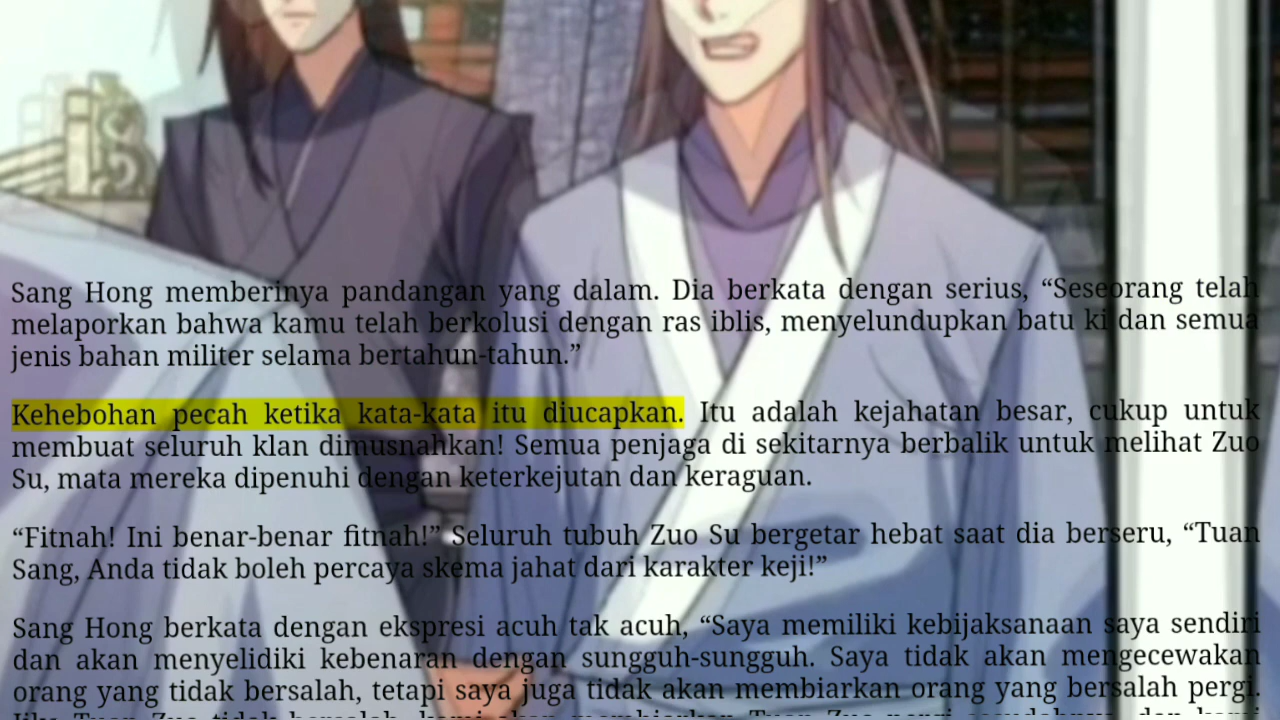 Sang Hong memberinya pandangan yang dalam. Dia berkata dengan serius, “Seseorang telah
melaporkan bahwa kamu telah berkolusi dengan ras iblis, menyelundupkan batu ki dan semua
jenis bahan militer selama bertahun-tahun.”
Kehebohan pecah ketika kata-kata itu diucapkan. Itu adalah kejahatan besar, cukup untuk
membuat seluruh klan dimusnahkan! Semua penjaga di sekitarnya berbalik untuk melihat Zuo
Su, mata mereka dipenuhi dengan keterkejutan dan keraguan.
“Fitnah! Ini benar-benar fitnah!” Seluruh tubuh Zuo Su bergetar hebat saat dia berseru, “Tuan
Sang, Anda tidak boleh percaya skema jahat dari karakter keji!”
Sang Hong berkata dengan ekspresi acuh tak acuh, “Saya memiliki kebijaksanaan saya sendiri
dan akan menyelidiki kebenaran dengan sungguh-sungguh. Saya tidak akan mengecewakan
orang yang tidak bersalah, tetapi saya juga tidak akan membiarkan orang yang bersalah pergi.